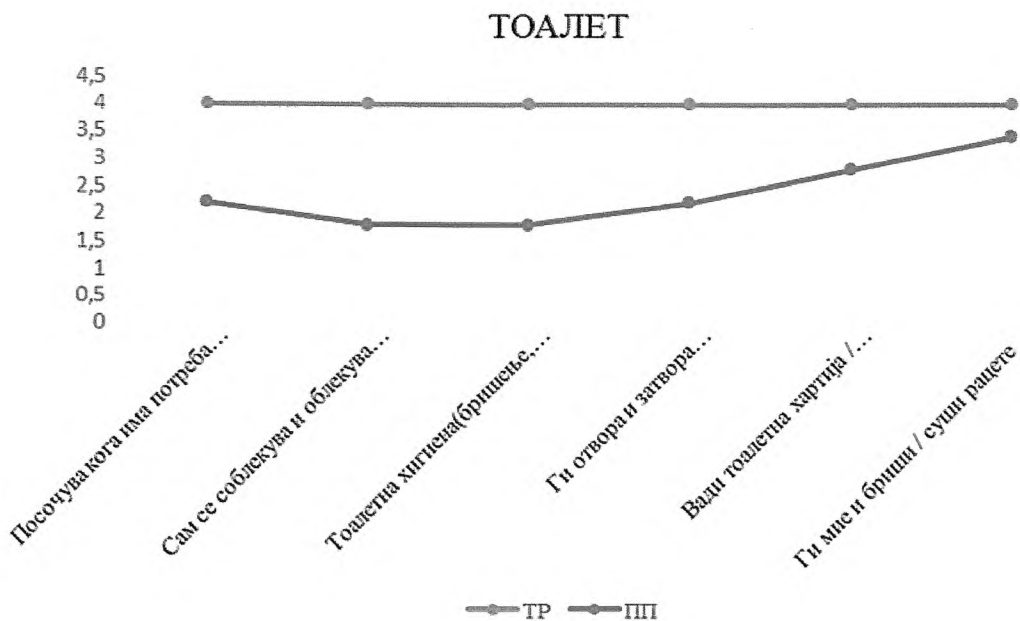 ТОАЛЕТ
4,5
4
3,5
3
2,5
2
1,5
1
0,5
0
Посочува кога има потреба…
Сам се соблекува и облекува…
Тоалетна хигиена(бришење,…
Ги отвора и затвора…
Вади тоалетна хартија /…
Ги мие и бриши / суши рацете
ТР ПП